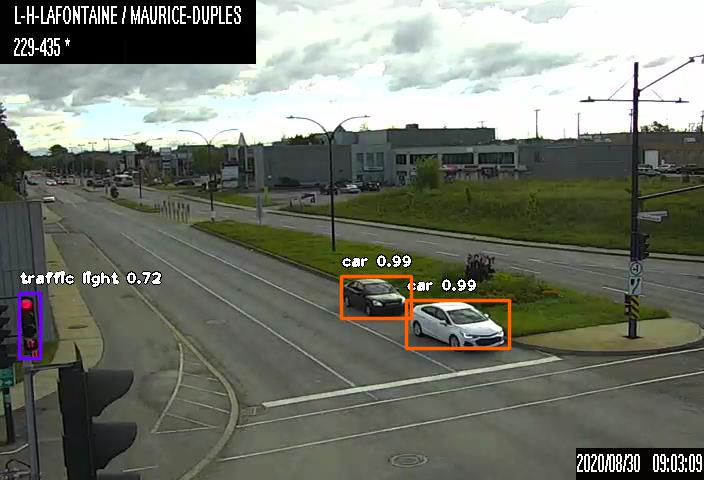 L-H-LAFONTAINE / MAURICE-DUPLES
229-435 *
car 0.99
car 0.99
traffic light 0.72
2020/08/30 09:03:09